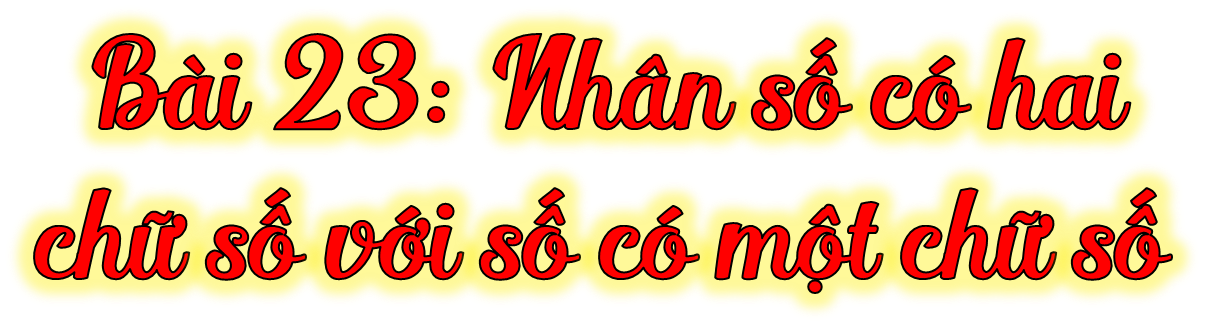 Bài 23: Nhân số có hai
chữ số với số có một chữ số